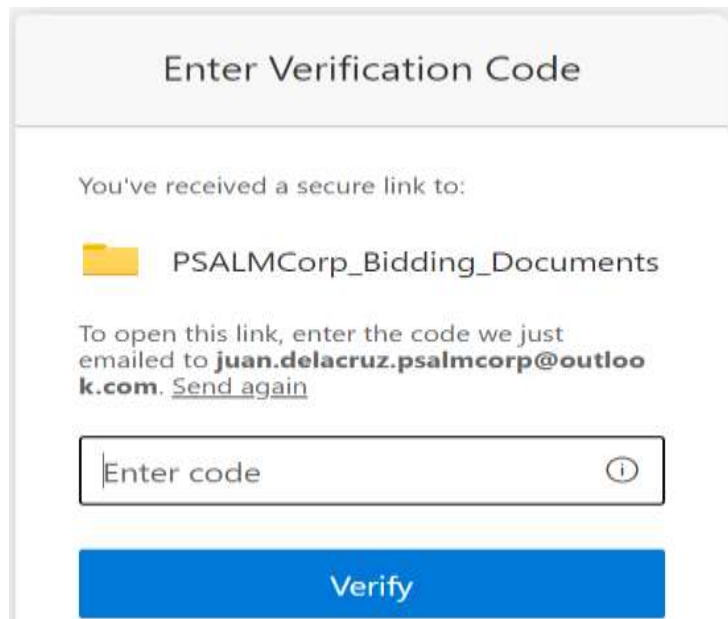 Enter Verification Code
You've received a secure link to:
PSALMCorp_Bidding_Documents
To open this link, enter the code we just
emailed to juan.delacruz.psalmcorp@outloo
k.com. Send again
Enter code
Verify